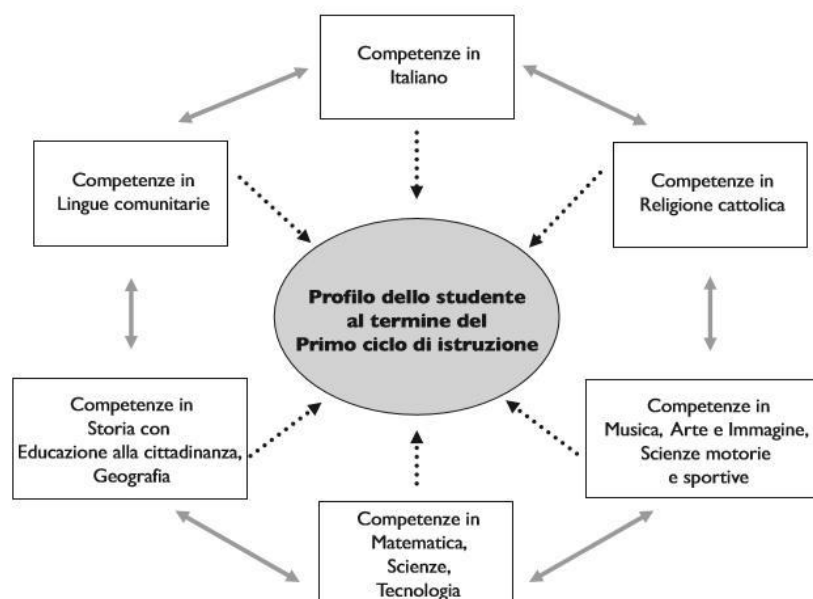 Competenze in
Italiano
Competenze in
Lingue comunitarie
Competenze in
Religione cattolica
Profilo dello studente
al termine del
Primo ciclo di istruzione
Competenze in
Storia con
Educazione alla cittadinanza,
Geografia
Competenze in
Musica, Arte e Immagine,
Scienze motorie
e sportive
Competenze in
Matematica,
Scienze,
Tecnologia